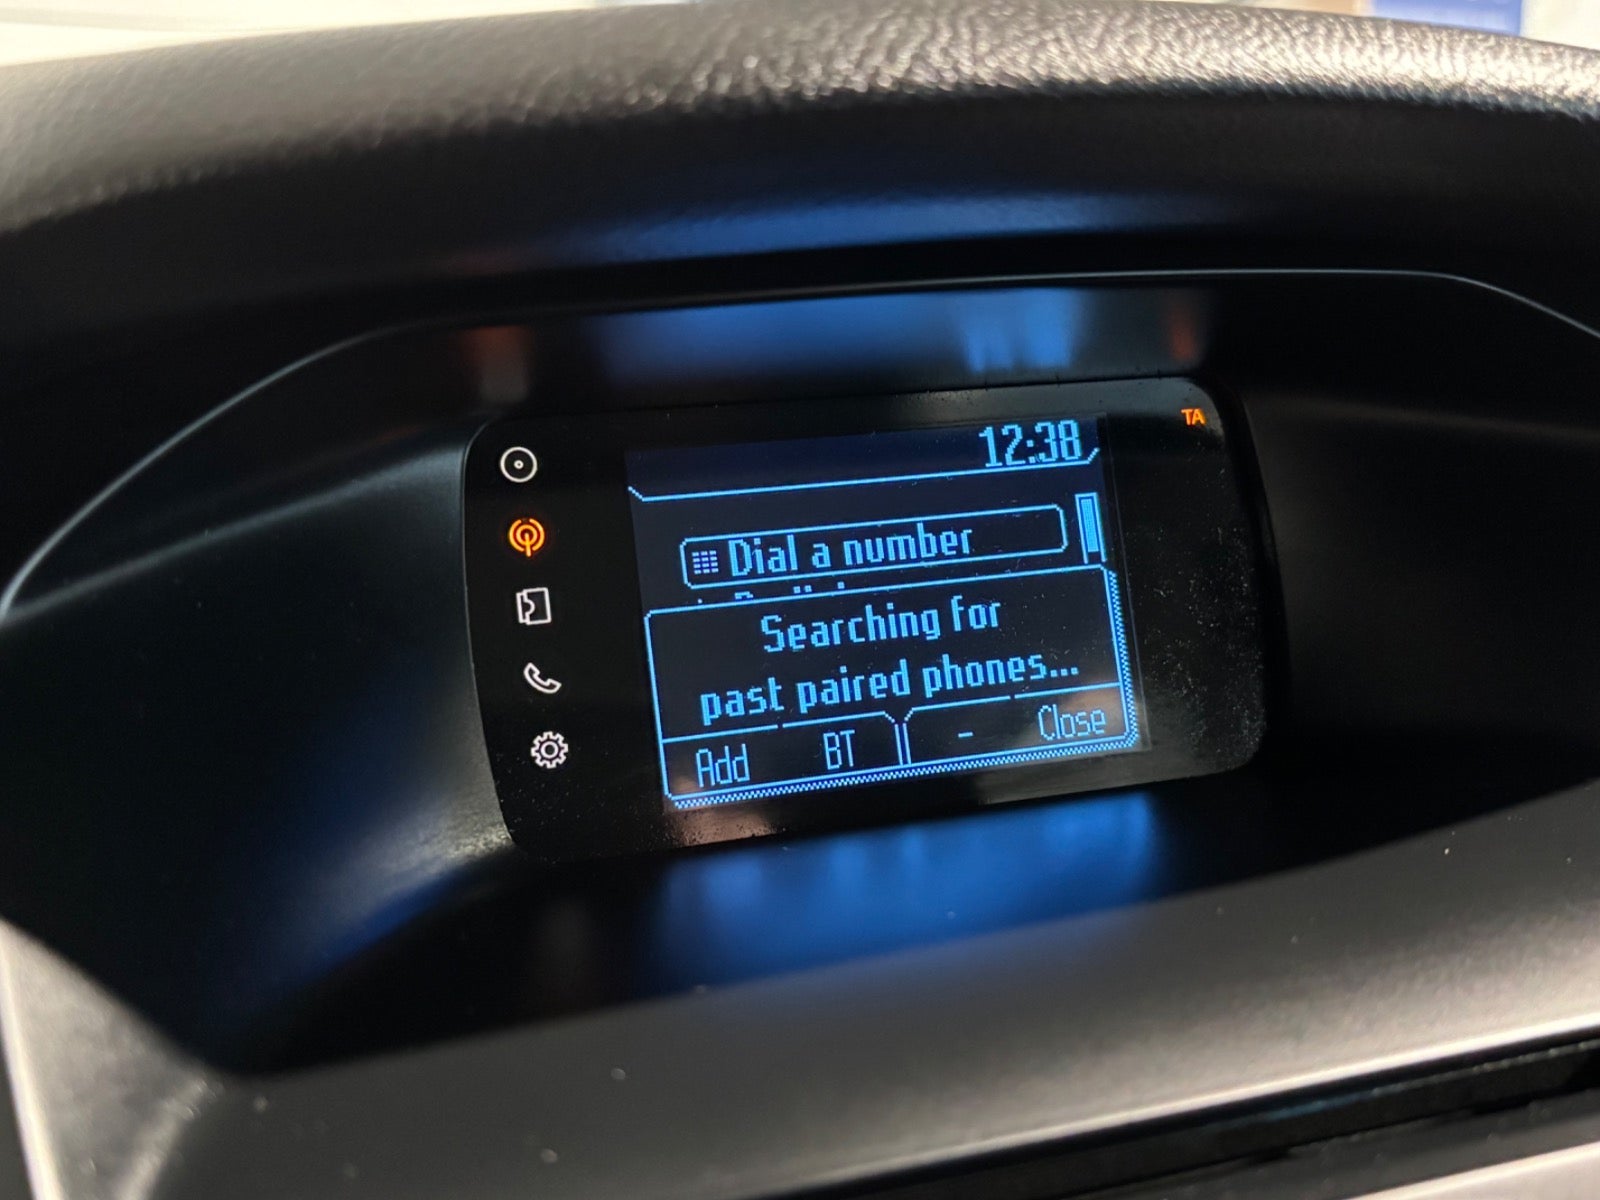 TA
12:38
Dial a number
Searching for
past paired phones...
Add BT - Close